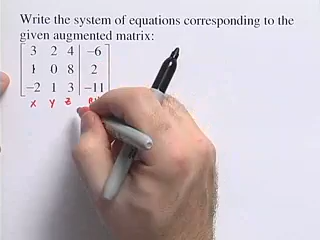 Write the system of equations corresponding to the
given augmented matrix:
3 2 4 -6
1 0 8 2
-2 1 3 -11
x y z